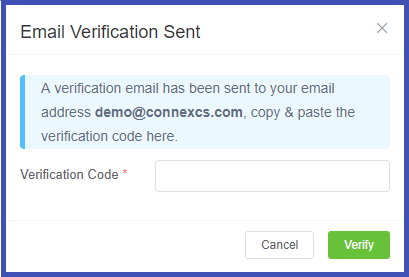 Email Verification Sent
A verification email has been sent to your email
address demo@connexcs.com, copy & paste the
verification code here.
Verification Code *
Cancel
Verify